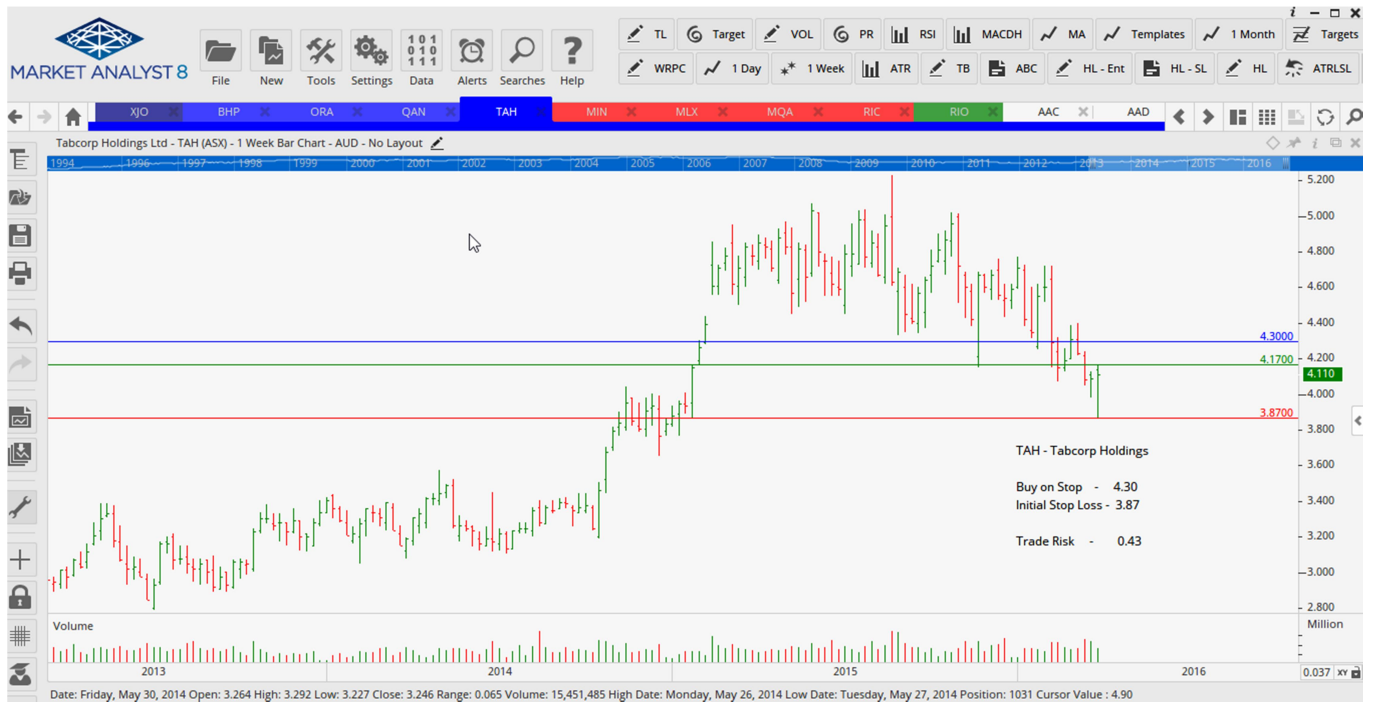 i
TL Target VOL PR RSI MACDH MA Templates 1 Month Targets
101
010
111
?
MARKET ANALYST 8
File New Tools Settings Data Alerts Searches Help
WRPC 1 Day 1 Week ATR TB ABC HL - Ent HL - SL HL ATRLSL
XJO BHP ORA QAN TAH MIN MLX MQA RIC RIO AAC AAD
Tabcorp Holdings Ltd - TAH (ASX) - 1 Week Bar Chart - AUD - No Layout
1994 1996 1997 1998 1999 2000 2001 2002 2003 2004 2005 2006 2007 2008 2009 2010 2011 2012 2013 2014 2015 2016
5.200
5.000
4.800
4.600
4.400
4.3000
4.200
4.1700
4.110
4.000
3.8700
3.800
TAH - Tabcorp Holdings
3.600
Buy on Stop - 4.30
3.400
Initial Stop Loss - 3.87
3.200
Trade Risk - 0.43
3.000
2.800
Volume
Million
2013 2014 2015 2016
0.037 XY
Date: Friday, May 30, 2014 Open: 3.264 High: 3.292 Low: 3.227 Close: 3.246 Range: 0.065 Volume: 15,451,485 High Date: Monday, May 26, 2014 Low Date: Tuesday, May 27, 2014 Position: 1031 Cursor Value : 4.90